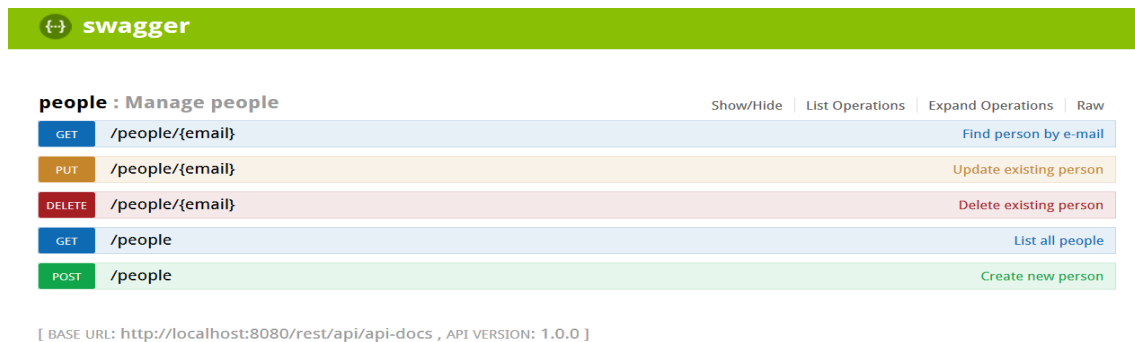 {···} swagger
people : Manage people Show/Hide List Operations Expand Operations Raw
GET /people/{email} Find person by e-mail
PUT /people/{email} Update existing person
DELETE /people/{email} Delete existing person
GET /people List all people
POST /people Create new person
[ BASE URL: http://localhost:8080/rest/api/api-docs , API VERSION: 1.0.0 ]